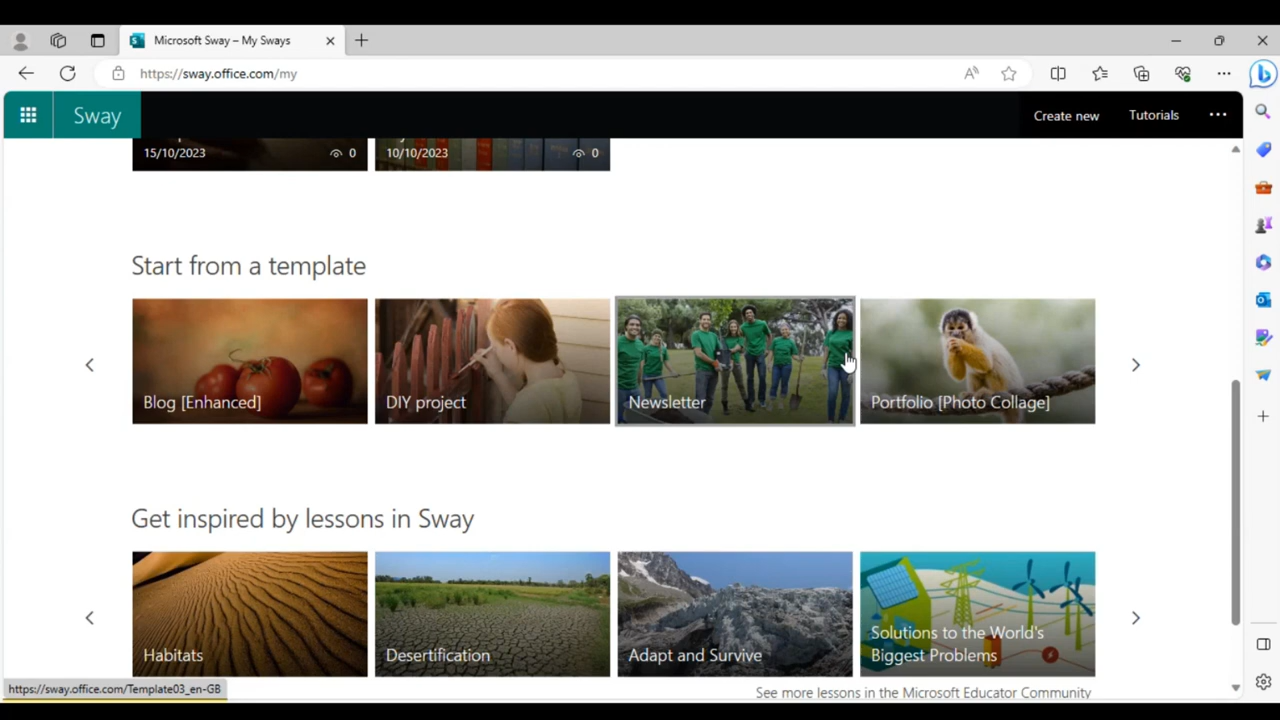 Microsoft Sway – My Sways
https://sway.office.com/my
Sway
Create new
Tutorials
15/10/2023
0
10/10/2023
0
Start from a template
Blog [Enhanced]
DIY project
Newsletter
Portfolio [Photo Collage]
Get inspired by lessons in Sway
Habitats
Desertification
Adapt and Survive
Solutions to the World's
Biggest Problems
See more lessons in the Microsoft Educator Community
https://sway.office.com/Template03_en-GB